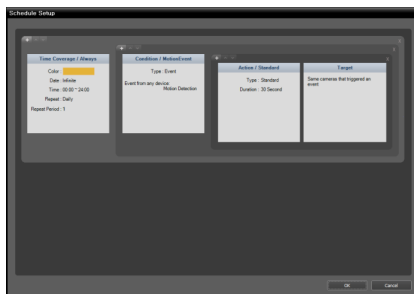 Schedule Setup
Time Coverage / Always
Color :
Date : Infinite
Time : 00:00 ~ 24:00
Repeat : Daily
Repeat Period : 1
Condition / MotionEvent
Type : Event
Event from any device:
Motion Detection
Action / Standard
Type : Standard
Duration : 30 Second
Target
Same cameras that triggered an
event
OK
Cancel